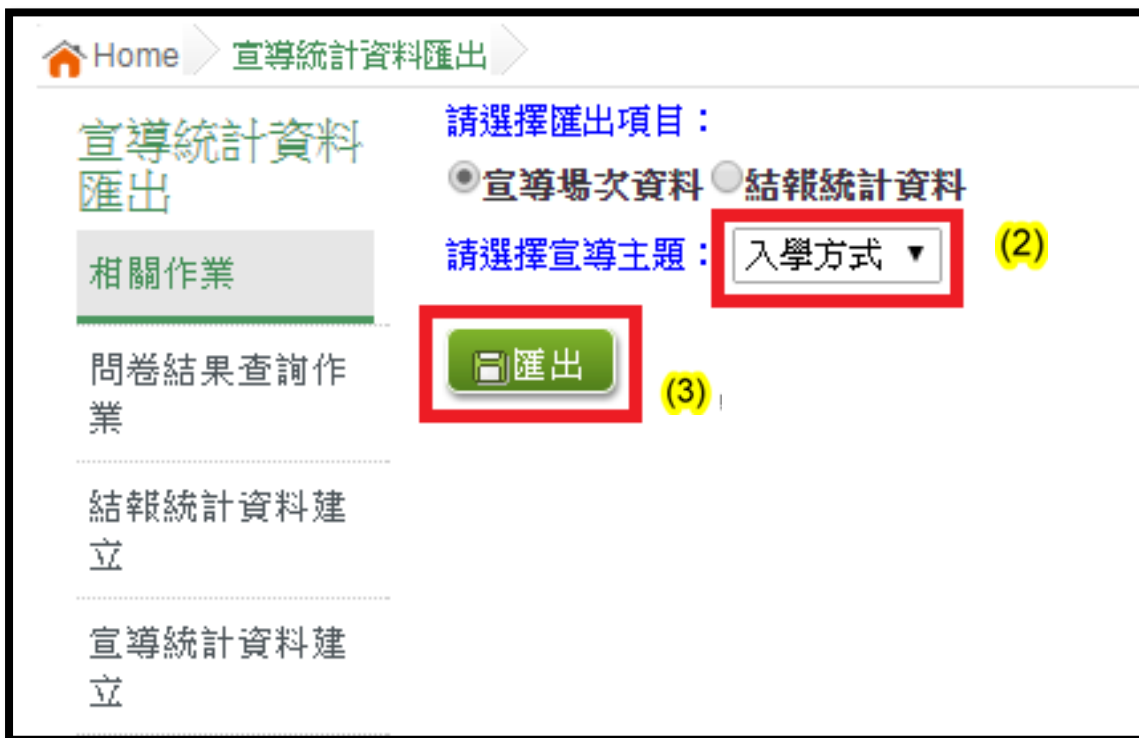 Home 宣導統計資料匯出
宣導統計資料
匯出
相關作業
問卷結果查詢作
業
結報統計資料建
立
宣導統計資料建
立
請選擇匯出項目：
宣導場次資料 結報統計資料
請選擇宣導主題： 入學方式 ▼ (2)
匯出 (3)